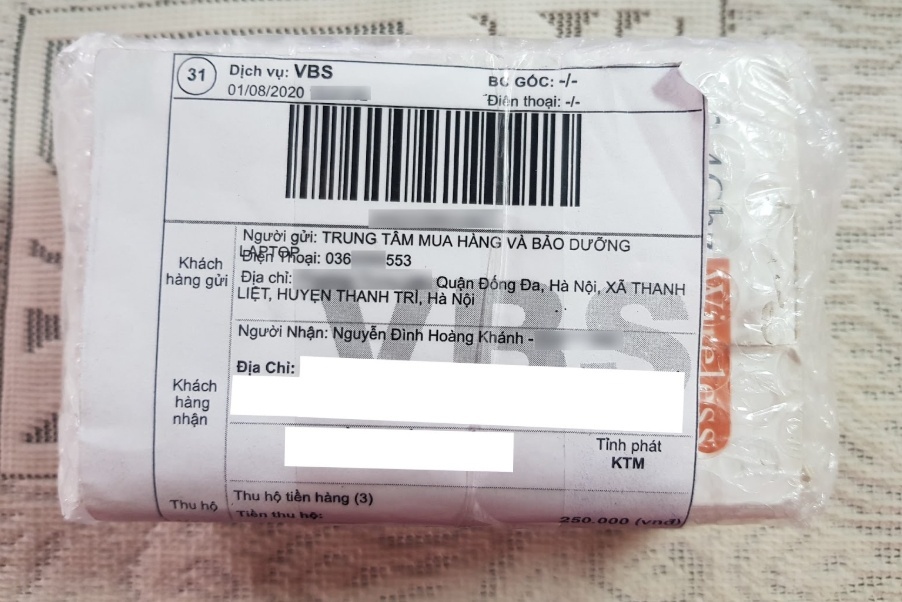 31
Dịch vụ: VBS
01/08/2020
BC GỐC: -/-
Điện thoại: -/-
Khách
hàng gửi
Người gửi: TRUNG TÂM MUA HÀNG VÀ BẢO DƯỠNG
LAPTOP
Điện Thoại: 036 553
Địa chỉ: Quận Đống Đa, Hà Nội, XÃ THANH
LIỆT, HUYỆN THANH TRÌ, Hà Nội
VBS
Khách
hàng
nhận
Người Nhận: Nguyễn Đình Hoàng Khánh -
Địa Chỉ:
Tỉnh phát
KTM
Thu hộ
Thu hộ tiền hàng (3)
Tiền thu hộ: 250.000 (vnđ)
Wireless